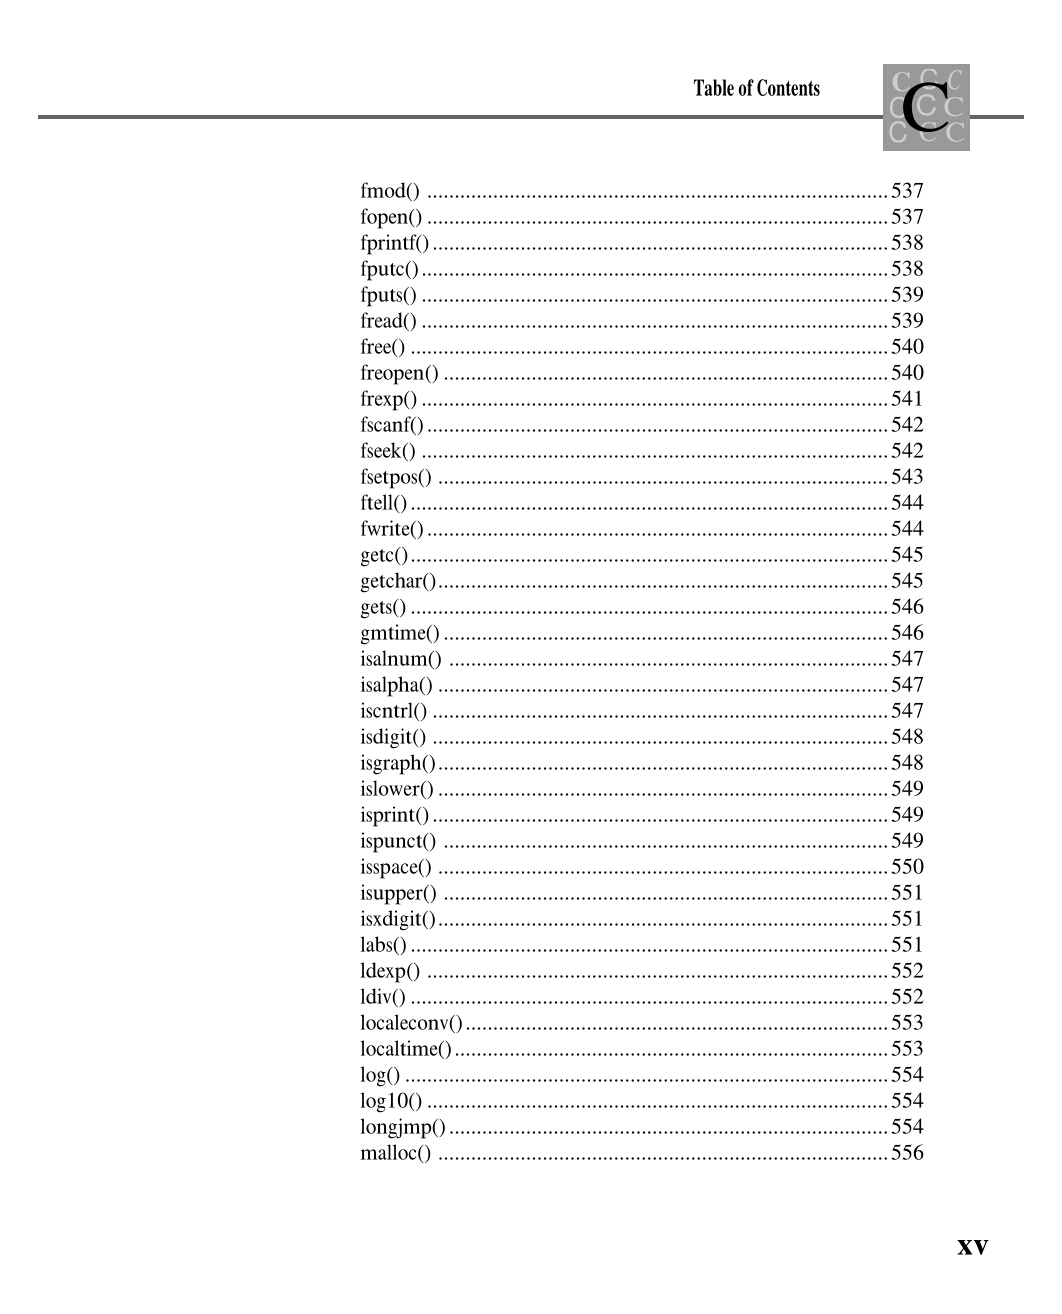 Table of Contents
C C C
C C C
C C C
C
fmod() ....................................................................................537
fopen() ....................................................................................537
fprintf() ...................................................................................538
fputc() .....................................................................................538
fputs() .....................................................................................539
fread() .....................................................................................539
free() .......................................................................................540
freopen() .................................................................................540
frexp() .....................................................................................541
fscanf() ....................................................................................542
fseek() .....................................................................................542
fsetpos() ..................................................................................543
ftell() .......................................................................................544
fwrite() ....................................................................................544
getc() .......................................................................................545
getchar() ..................................................................................545
gets() .......................................................................................546
gmtime() .................................................................................546
isalnum() ................................................................................547
isalpha() ..................................................................................547
iscntrl() ...................................................................................547
isdigit() ...................................................................................548
isgraph() ..................................................................................548
islower() ..................................................................................549
isprint() ...................................................................................549
ispunct() .................................................................................549
isspace() ..................................................................................550
isupper() .................................................................................551
isxdigit() ..................................................................................551
labs() .......................................................................................551
ldexp() ....................................................................................552
ldiv() .......................................................................................552
localeconv() .............................................................................553
localtime() ...............................................................................553
log() ........................................................................................554
log10() ....................................................................................554
longjmp() ................................................................................554
malloc() ..................................................................................556
xv